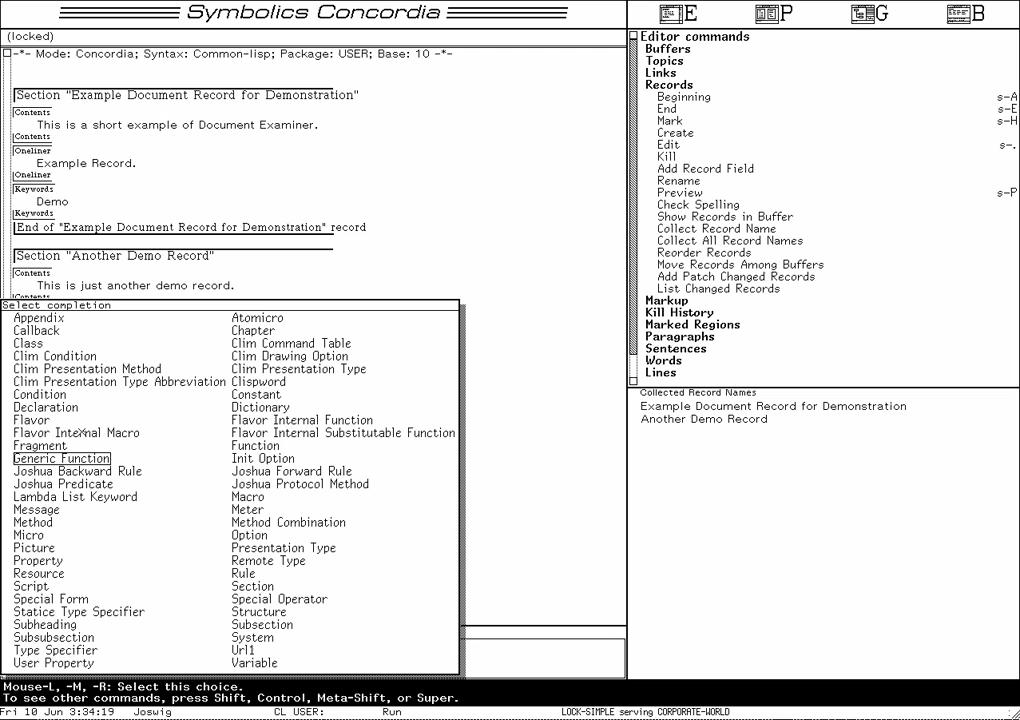 Symbolics Concordia
E P G B
(locked)
-*- Mode: Concordia; Syntax: Common-lisp; Package: USER; Base: 10 -*-
Section "Example Document Record for Demonstration"
Contents
This is a short example of Document Examiner.
Contents
Oneliner
Example Record.
Oneliner
Keywords
Demo
Keywords
End of "Example Document Record for Demonstration" record
Section "Another Demo Record"
Contents
This is just another demo record.
Contents
Select completion
Appendix Atomicro
Callback Chapter
Class Clim Command Table
Clim Condition Clim Drawing Option
Clim Presentation Method Clim Presentation Type
Clim Presentation Type Abbreviation Clispword
Condition Constant
Declaration Dictionary
Flavor Flavor Internal Function
Flavor Internal Macro Flavor Internal Substitutable Function
Fragment Function
Generic Function Init Option
Joshua Backward Rule Joshua Forward Rule
Joshua Predicate Joshua Protocol Method
Lambda List Keyword Macro
Message Meter
Method Method Combination
Micro Option
Picture Presentation Type
Property Remote Type
Resource Rule
Script Section
Special Form Special Operator
Statice Type Specifier Structure
Subheading Subsection
Subsubsection System
Type Specifier Url1
User Property Variable
Editor commands
Buffers
Topics
Links
Records
Beginning s-A
End s-E
Mark s-H
Create
Edit s-.
Kill
Add Record Field
Rename
Preview s-P
Check Spelling
Show Records in Buffer
Collect Record Name
Collect All Record Names
Reorder Records
Move Records Among Buffers
Add Patch Changed Records
List Changed Records
Markup
Kill History
Marked Regions
Paragraphs
Sentences
Words
Lines
Collected Record Names
Example Document Record for Demonstration
Another Demo Record
Mouse-L, -M, -R: Select this choice.
To see other commands, press Shift, Control, Meta-Shift, or Super.
Fri 10 Jun 3:34:19 Joswig CL USER: Run LOCK-SIMPLE serving CORPORATE-WORLD